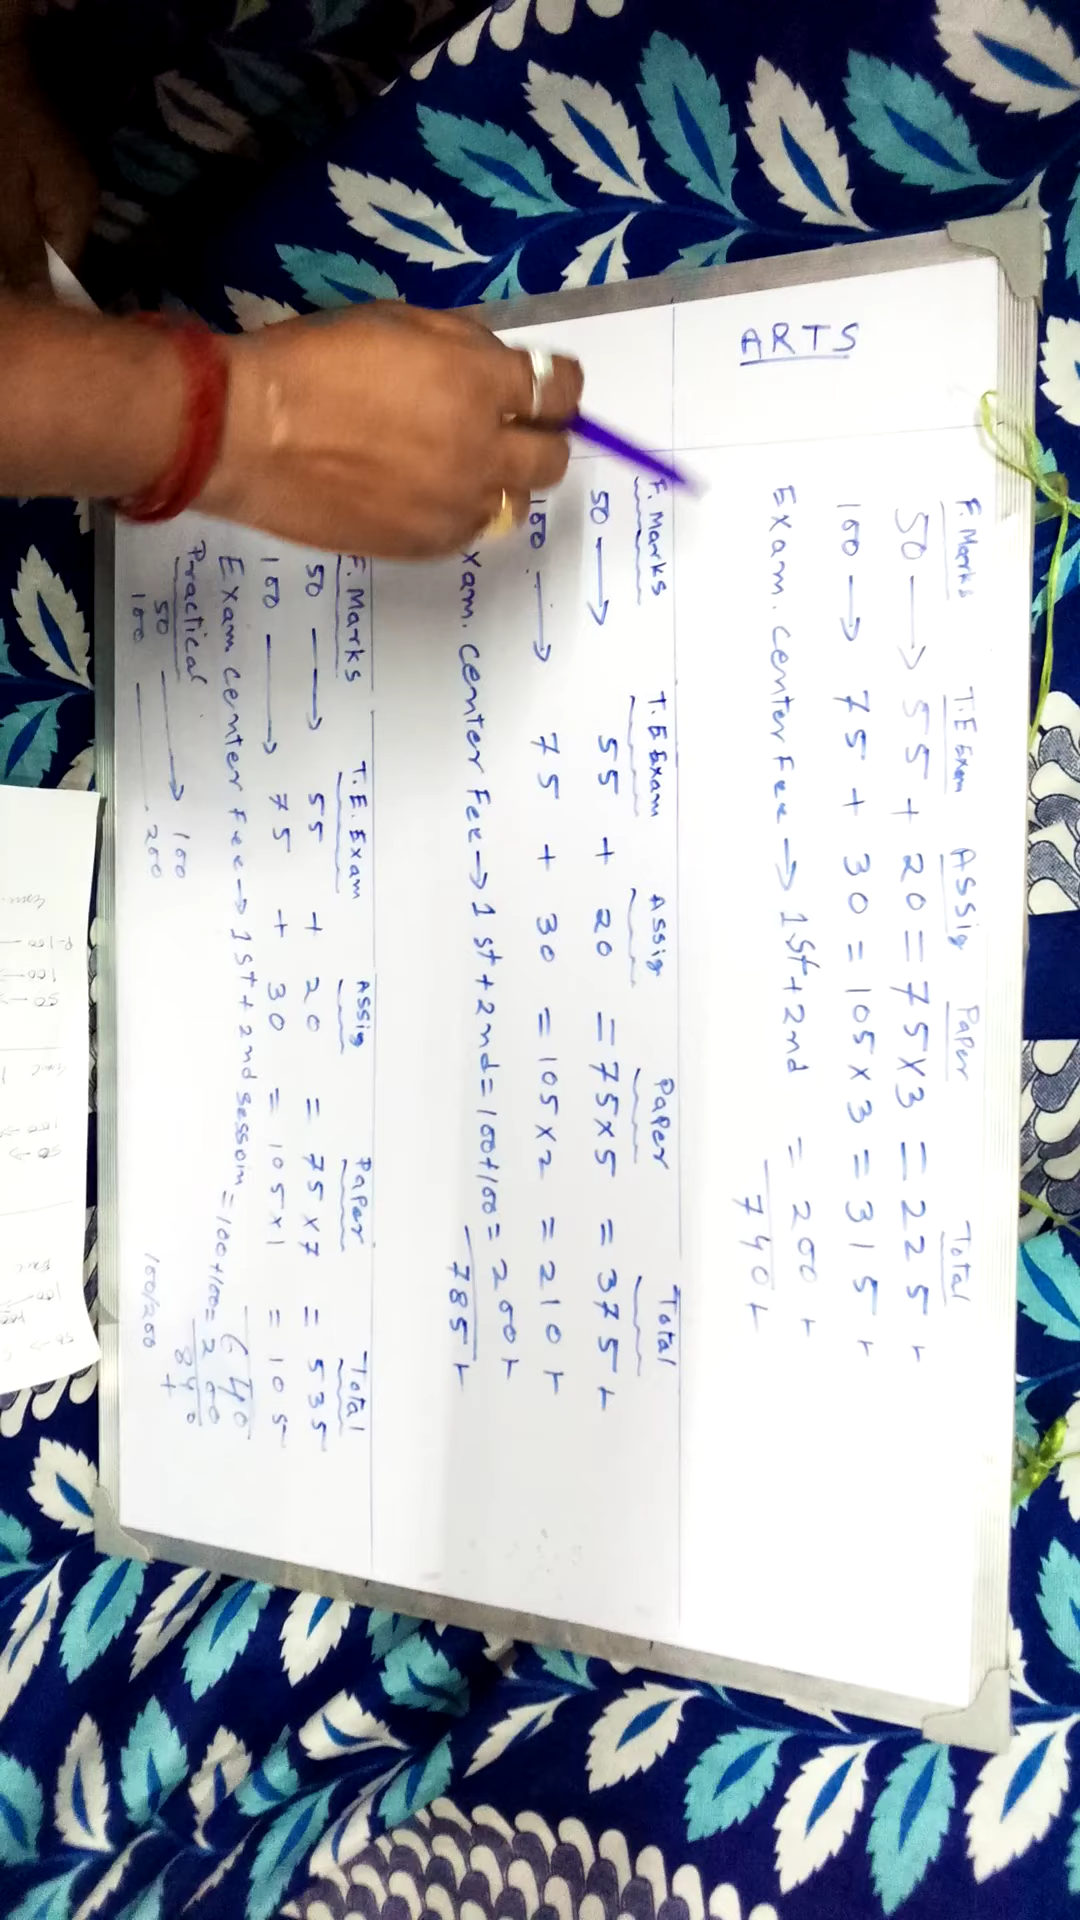 ARTS
F. Marks T.E Exam Assig Paper Total
50 → 55 + 20 = 75 x 3 = 225 +
100 → 75 + 30 = 105 x 3 = 315 +
Exam. Center Fee → 1st + 2nd = 200 +
740 +
F. Marks T. E Exam Assig Paper Total
50 → 55 + 20 = 75 x 5 = 375 +
100 → 75 + 30 = 105 x 2 = 210 +
xam. Center Fee → 1 st + 2nd = 100+100 = 200+
785 +
F. Marks T. E. Exam Assig Paper Total
50 → 55 + 20 = 75 x 7 = 535
100 → 75 + 30 = 105 x 1 = 105
640
Exam Center Fee → 1st + 2nd Sessom = 100+100 = 200
840
+
Practical
50 → 100
100 — 200
100/200